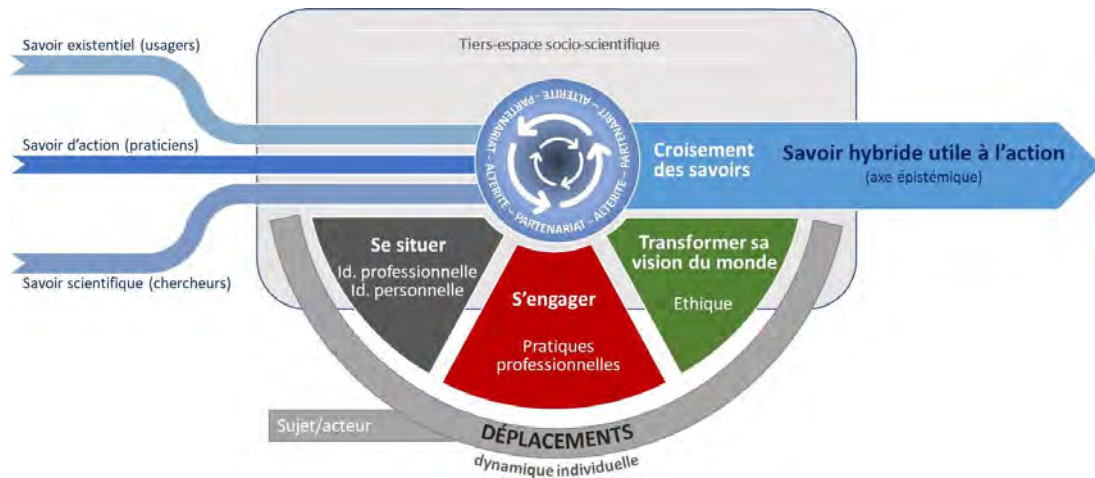 Tiers-espace socio-scientifique
Savoir existentiel (usagers)
Savoir d'action (praticiens)
Savoir scientifique (chercheurs)
PARTENARIAT – ALTERITE – PARTENARIT – ALTERITE – PARTENARIAT – ALTERITE –
Croisement
des savoirs
Savoir hybride utile à l'action
(axe épistémique)
Se situer
Id. professionnelle
Id. personnelle
S'engager
Pratiques
professionnelles
Transformer sa
vision du monde
Ethique
Sujet/acteur
DÉPLACEMENTS
dynamique individuelle